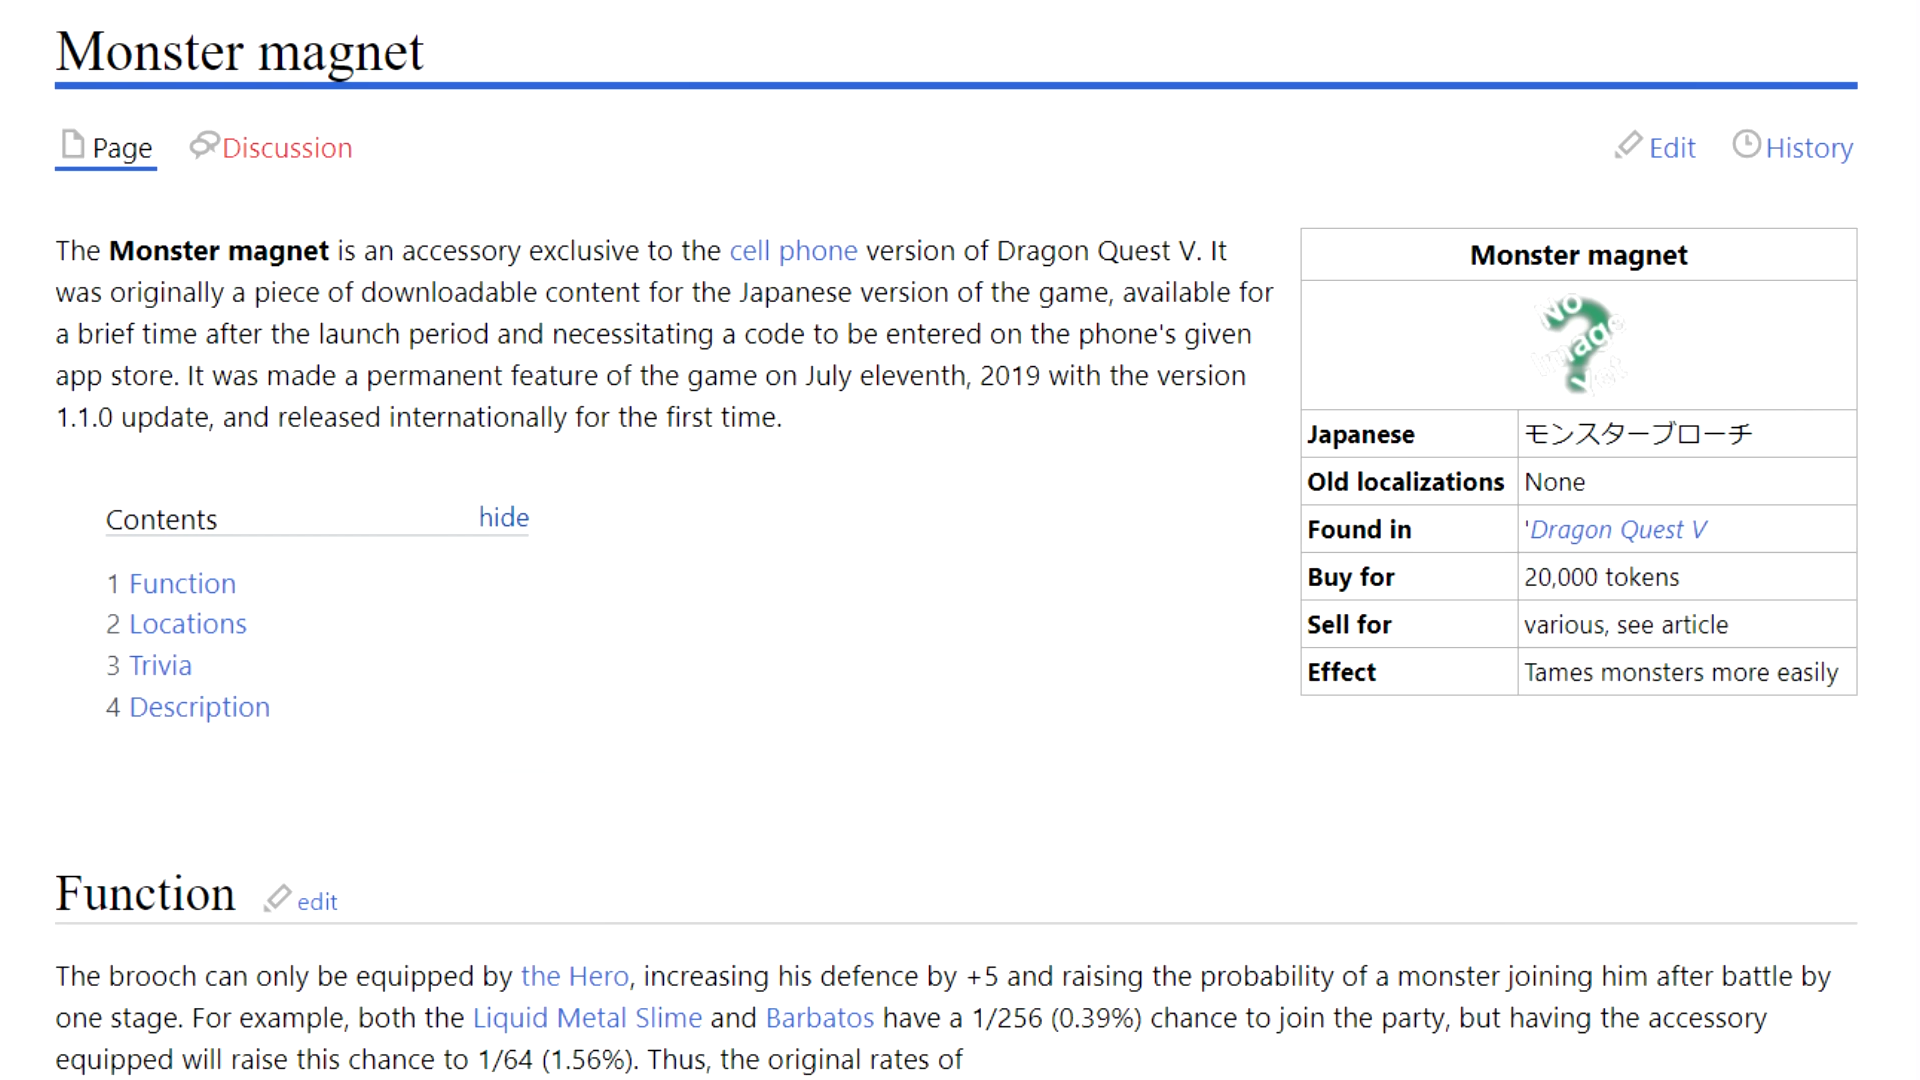 Monster magnet
Page
Discussion
Edit
History
The Monster magnet is an accessory exclusive to the cell phone version of Dragon Quest V. It
was originally a piece of downloadable content for the Japanese version of the game, available for
a brief time after the launch period and necessitating a code to be entered on the phone's given
app store. It was made a permanent feature of the game on July eleventh, 2019 with the version
1.1.0 update, and released internationally for the first time.
Monster magnet
No
Image
Yet
Japanese モンスターブローチ
Old localizations None
Found in 'Dragon Quest V
Buy for 20,000 tokens
Sell for various, see article
Effect Tames monsters more easily
Contents hide
1 Function
2 Locations
3 Trivia
4 Description
Function edit
The brooch can only be equipped by the Hero, increasing his defence by +5 and raising the probability of a monster joining him after battle by
one stage. For example, both the Liquid Metal Slime and Barbatos have a 1/256 (0.39%) chance to join the party, but having the accessory
equipped will raise this chance to 1/64 (1.56%). Thus, the original rates of